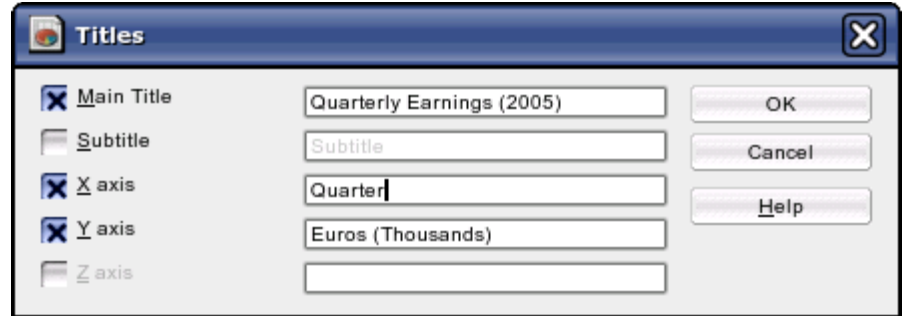 Titles
Main Title
Quarterly Earnings (2005)
OK
Subtitle
Subtitle
Cancel
X axis
Quarter
Help
Y axis
Euros (Thousands)
Z axis